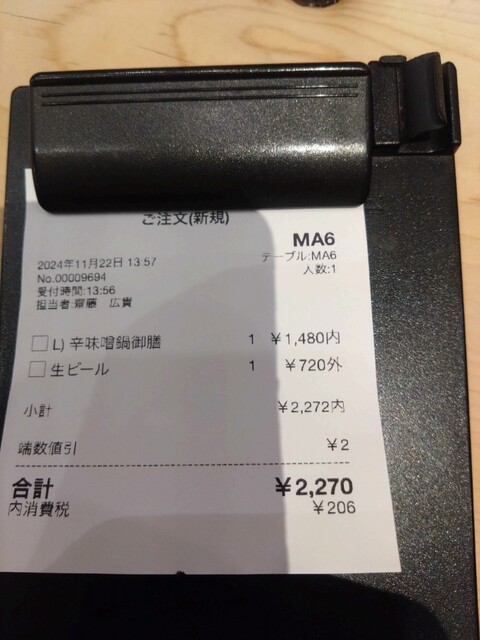 ご注文(新規)
MA6
2024年11月22日 13:57
テーブル:MA6
No.00009694
人数:1
受付時間:13:56
担当者:齋藤 広貴
L) 辛味噌鍋御膳 1 ¥1,480内
生ビール 1 ¥720外
小計 ¥2,272内
端数値引 ¥2
合計 ¥2,270
内消費税 ¥206